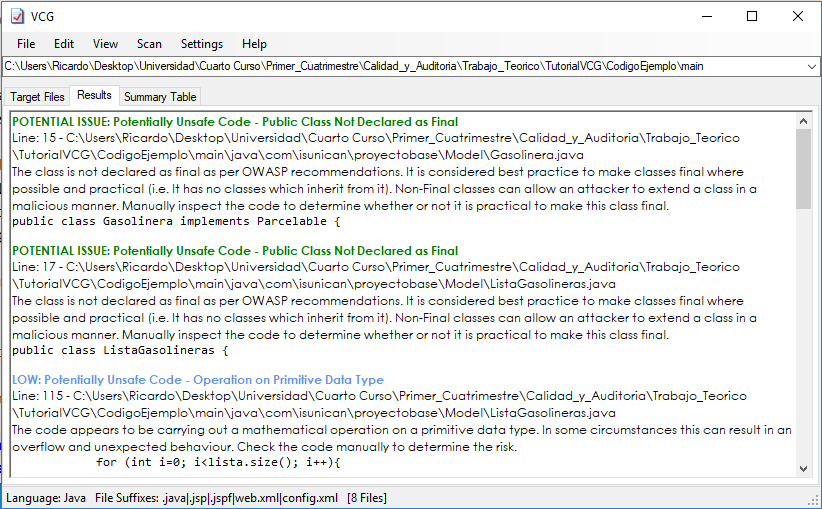 VCG
File Edit View Scan Settings Help
C:\Users\Ricardo\Desktop\Universidad\Cuarto Curso\Primer_Cuatrimestre\Calidad_y_Auditoria\Trabajo_Teorico\TutorialVCG\CodigoEjemplo\main
Target Files Results Summary Table
POTENTIAL ISSUE: Potentially Unsafe Code - Public Class Not Declared as Final
Line: 15 - C:\Users\Ricardo\Desktop\Universidad\Cuarto Curso\Primer_Cuatrimestre\Calidad_y_Auditoria\Trabajo_Teorico
\TutorialVCG\CodigoEjemplo\main\java\com\isunican\proyectobase\Model\Gasolinera.java
The class is not declared as final as per OWASP recommendations. It is considered best practice to make classes final where
possible and practical (i.e. It has no classes which inherit from it). Non-Final classes can allow an attacker to extend a class in a
malicious manner. Manually inspect the code to determine whether or not it is practical to make this class final.
public class Gasolinera implements Parcelable {
POTENTIAL ISSUE: Potentially Unsafe Code - Public Class Not Declared as Final
Line: 17 - C:\Users\Ricardo\Desktop\Universidad\Cuarto Curso\Primer_Cuatrimestre\Calidad_y_Auditoria\Trabajo_Teorico
\TutorialVCG\CodigoEjemplo\main\java\com\isunican\proyectobase\Model\ListaGasolineras.java
The class is not declared as final as per OWASP recommendations. It is considered best practice to make classes final where
possible and practical (i.e. It has no classes which inherit from it). Non-Final classes can allow an attacker to extend a class in a
malicious manner. Manually inspect the code to determine whether or not it is practical to make this class final.
public class ListaGasolineras {
LOW: Potentially Unsafe Code - Operation on Primitive Data Type
Line: 115 - C:\Users\Ricardo\Desktop\Universidad\Cuarto Curso\Primer_Cuatrimestre\Calidad_y_Auditoria\Trabajo_Teorico
\TutorialVCG\CodigoEjemplo\main\java\com\isunican\proyectobase\Model\ListaGasolineras.java
The code appears to be carrying out a mathematical operation on a primitive data type. In some circumstances this can result in an
overflow and unexpected behaviour. Check the code manually to determine the risk.
for (int i=0; i<lista.size(); i++){
Language: Java File Suffixes: .java|.jsp|.jspf|web.xml|config.xml [8 Files]